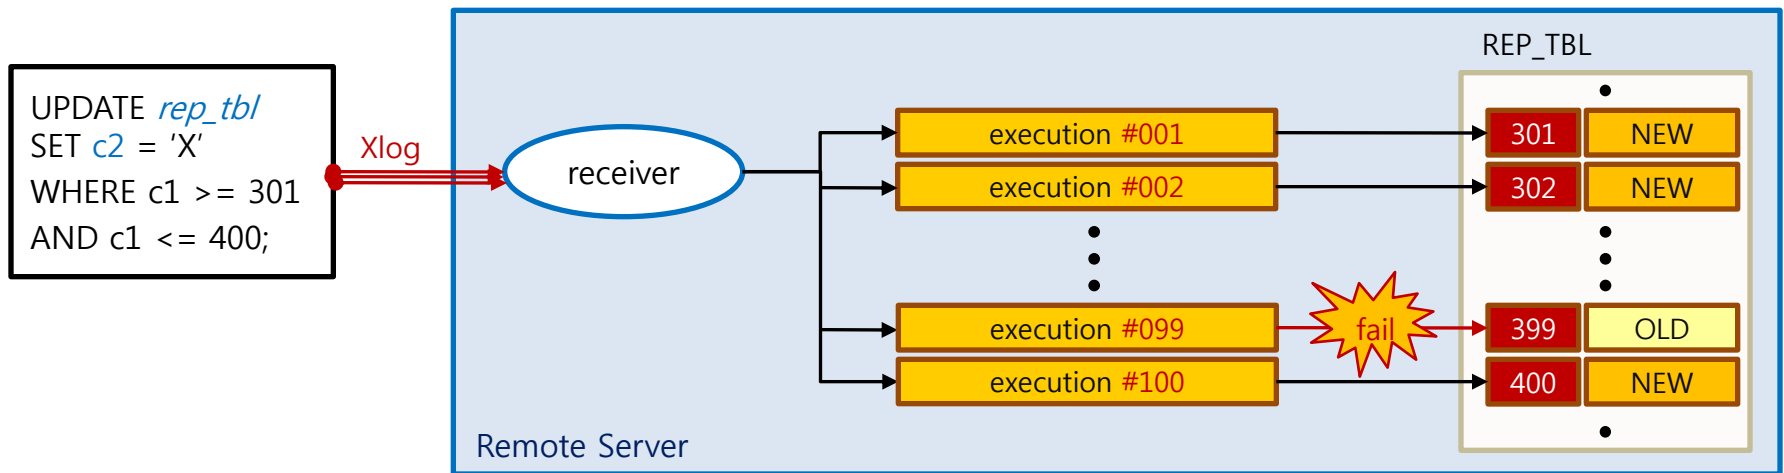 UPDATE rep_tbl
SET c2 = 'X'
WHERE c1 >= 301
AND c1 <= 400;
Xlog
receiver
REP_TBL
execution #001
301 NEW
execution #002
302 NEW
execution #099
fail
399 OLD
execution #100
400 NEW
Remote Server